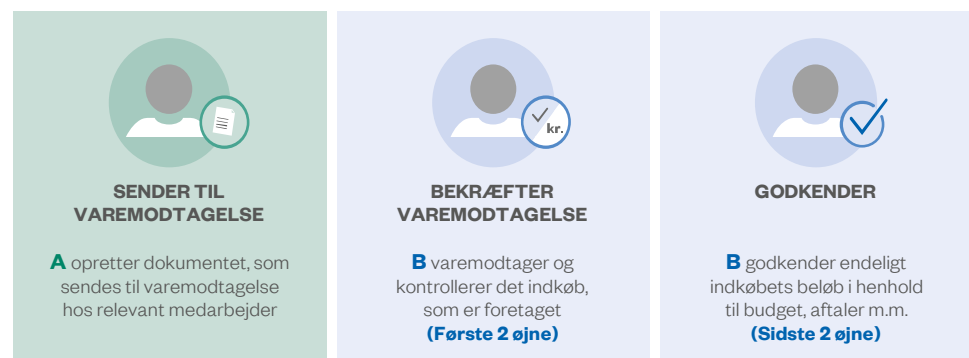 SENDER TIL
VAREMODTAGELSE
A opretter dokumentet, som
sendes til varemodtagelse
hos relevant medarbejder
kr.
BEKRÆFTER
VAREMODTAGELSE
B varemodtager og
kontrollerer det indkøb,
som er foretaget
(Første 2 øjne)
GODKENDER
B godkender endeligt
indkøbets beløb i henhold
til budget, aftaler m.m.
(Sidste 2 øjne)